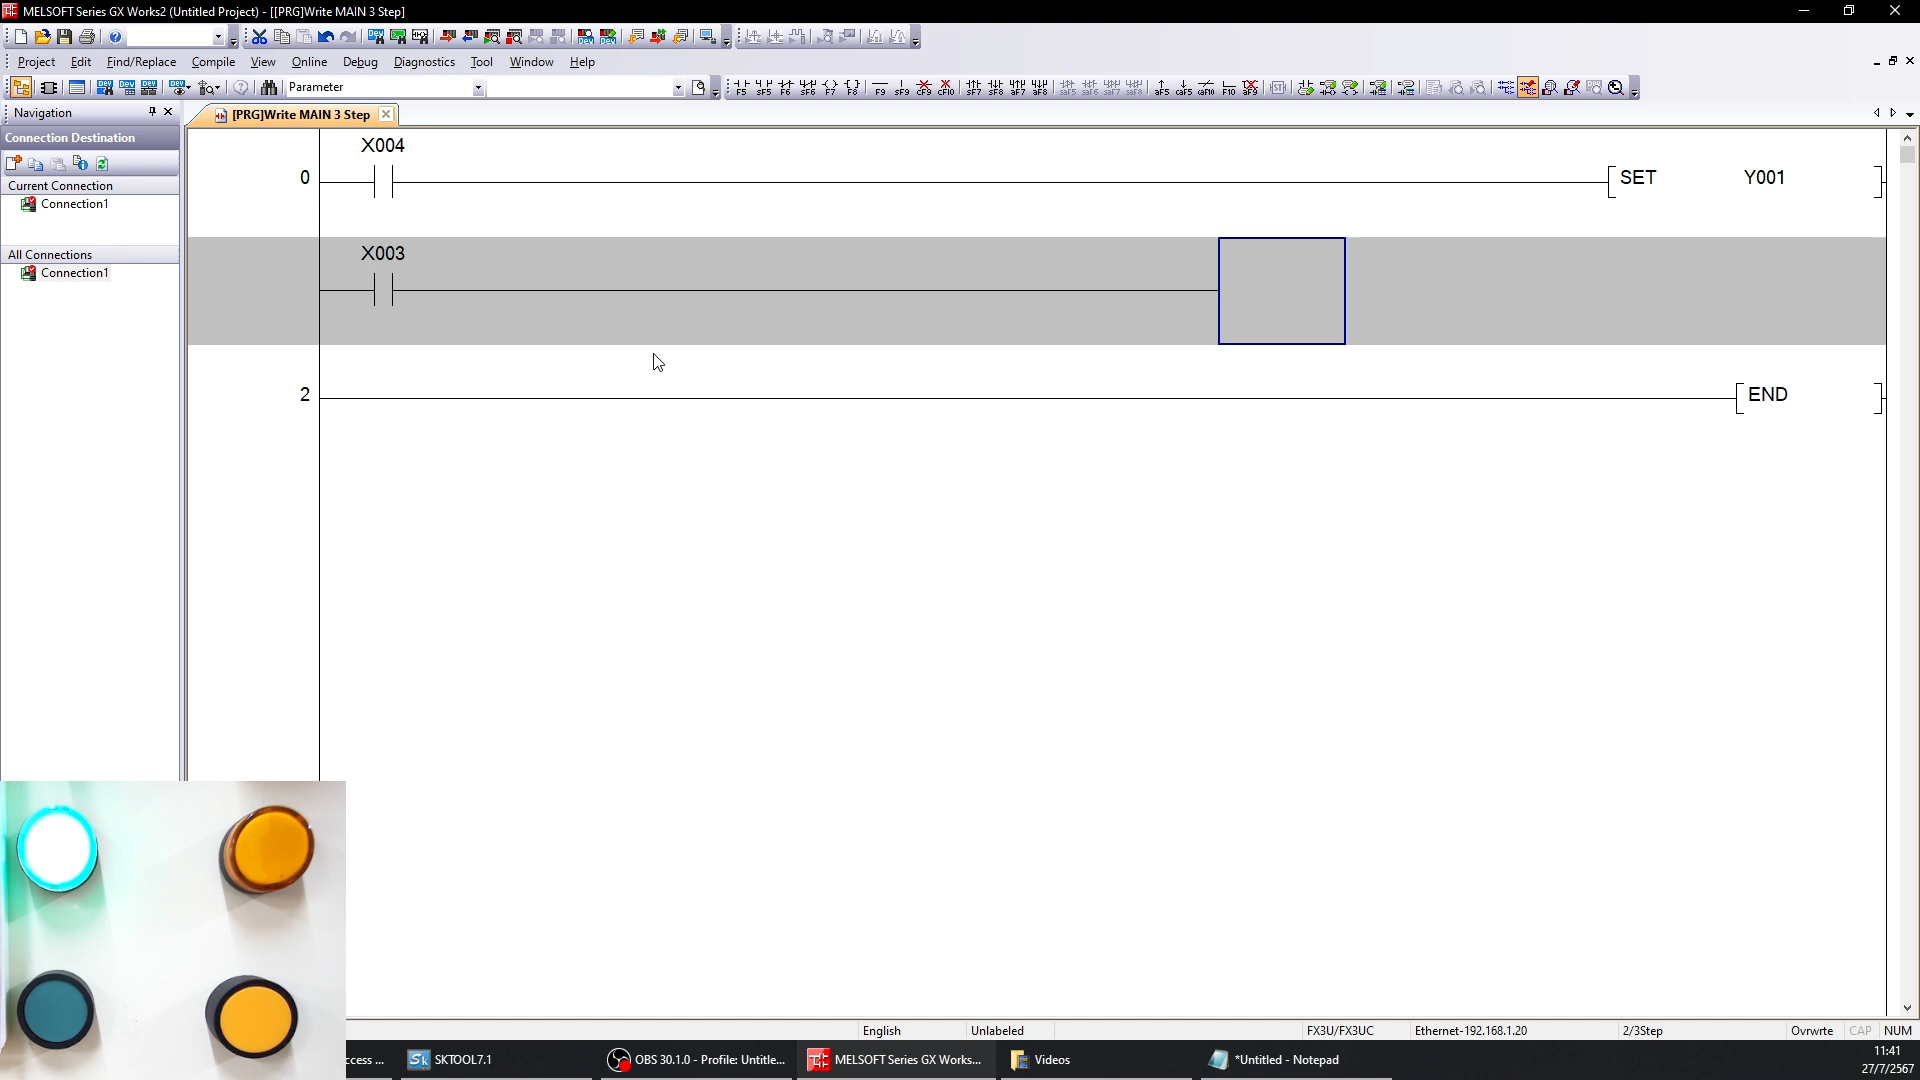 MELSOFT Series GX Works2 (Untitled Project) - [[PRG]Write MAIN 3 Step]
Project Edit Find/Replace Compile View Online Debug Diagnostics Tool Window Help
Parameter
Navigation
[PRG]Write MAIN 3 Step
Connection Destination
Current Connection
Connection1
All Connections
Connection1
X004
0
SET Y001
X003
2
END
English Unlabeled FX3U/FX3UC Ethernet-192.168.1.20 2/3Step Ovrwrte CAP NUM
ccess ... SKTOOL7.1 OBS 30.1.0 - Profile: Untitle... MELSOFT Series GX Works... Videos *Untitled - Notepad
11:41
27/7/2567